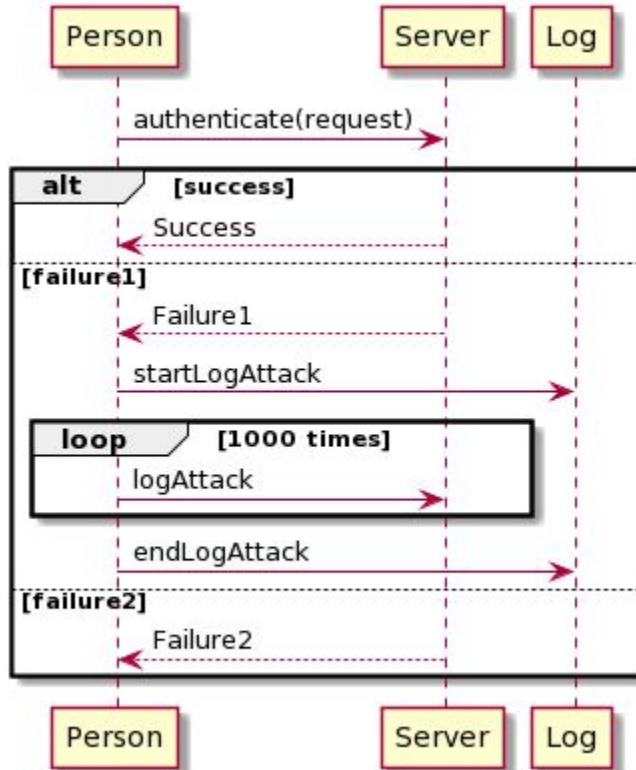 Person Server Log
authenticate(request)
alt [success]
Success
[failure1]
Failure1
startLogAttack
loop [1000 times]
logAttack
endLogAttack
[failure2]
Failure2
Person Server Log